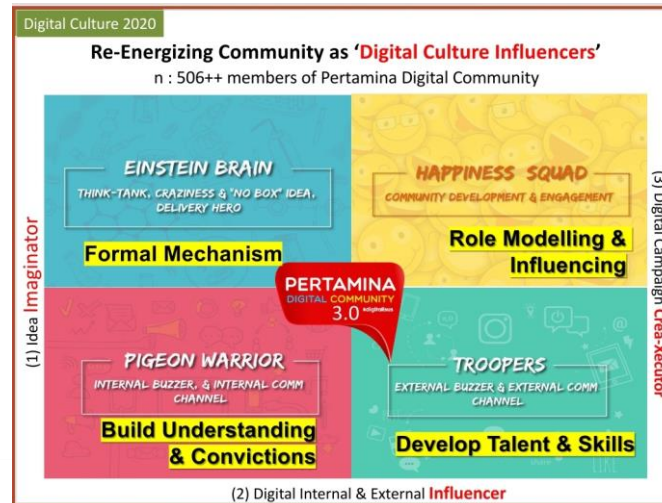 Digital Culture 2020
Re-Energizing Community as ‘Digital Culture Influencers’
n : 506++ members of Pertamina Digital Community
EINSTEIN BRAIN
THINK-TANK, CRAZINESS & "NO BOX" IDEA,
DELIVERY HERO
Formal Mechanism
HAPPINESS SQUAD
COMMUNITY DEVELOPMENT & ENGAGEMENT
Role Modelling &
Influencing
PERTAMINA
DIGITAL COMMUNITY
3.0
PIGEON WARRIOR
INTERNAL BUZZER, & INTERNAL COMM
CHANNEL
Build Understanding
& Convictions
TROOPERS
EXTERNAL BUZZER & EXTERNAL COMM
CHANNEL
Develop Talent & Skills
(1) Idea Imaginator
(2) Digital Internal & External Influencer
(3) Digital Campaign Crea-Xecutor